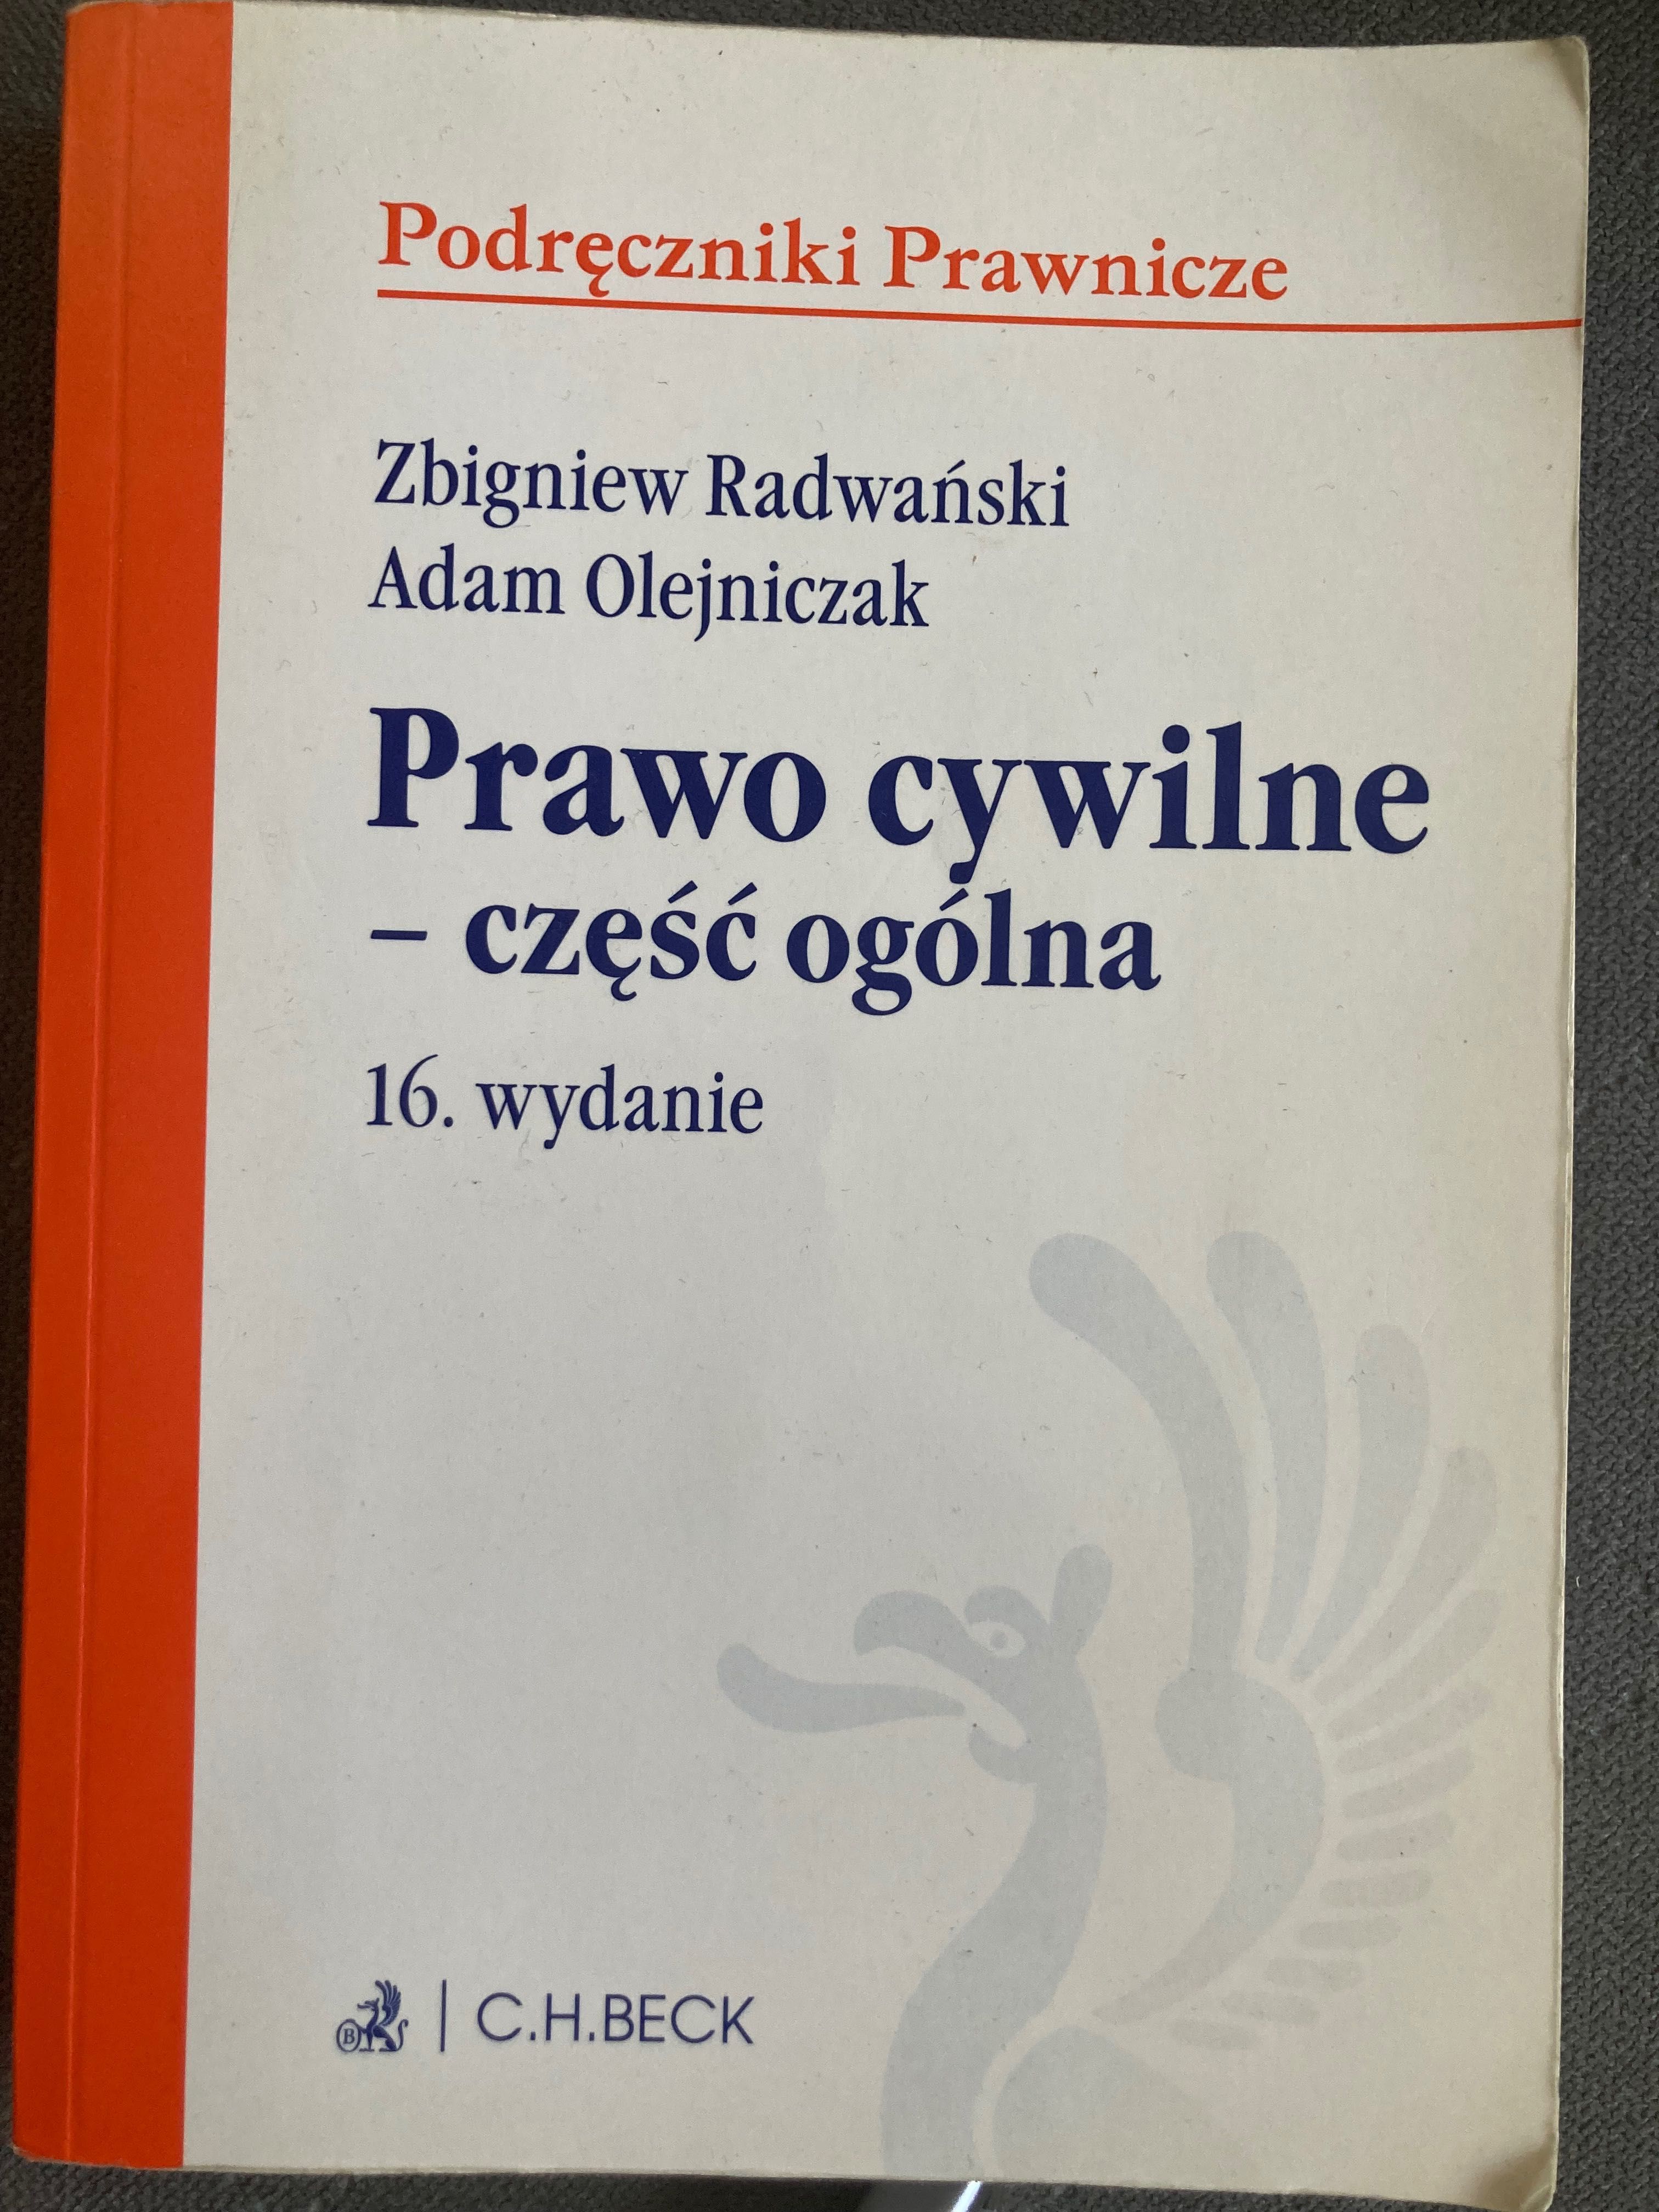 Podręczniki Prawnicze
Zbigniew Radwański
Adam Olejniczak
Prawo cywilne
– część ogólna
16. wydanie
B C.H.BECK